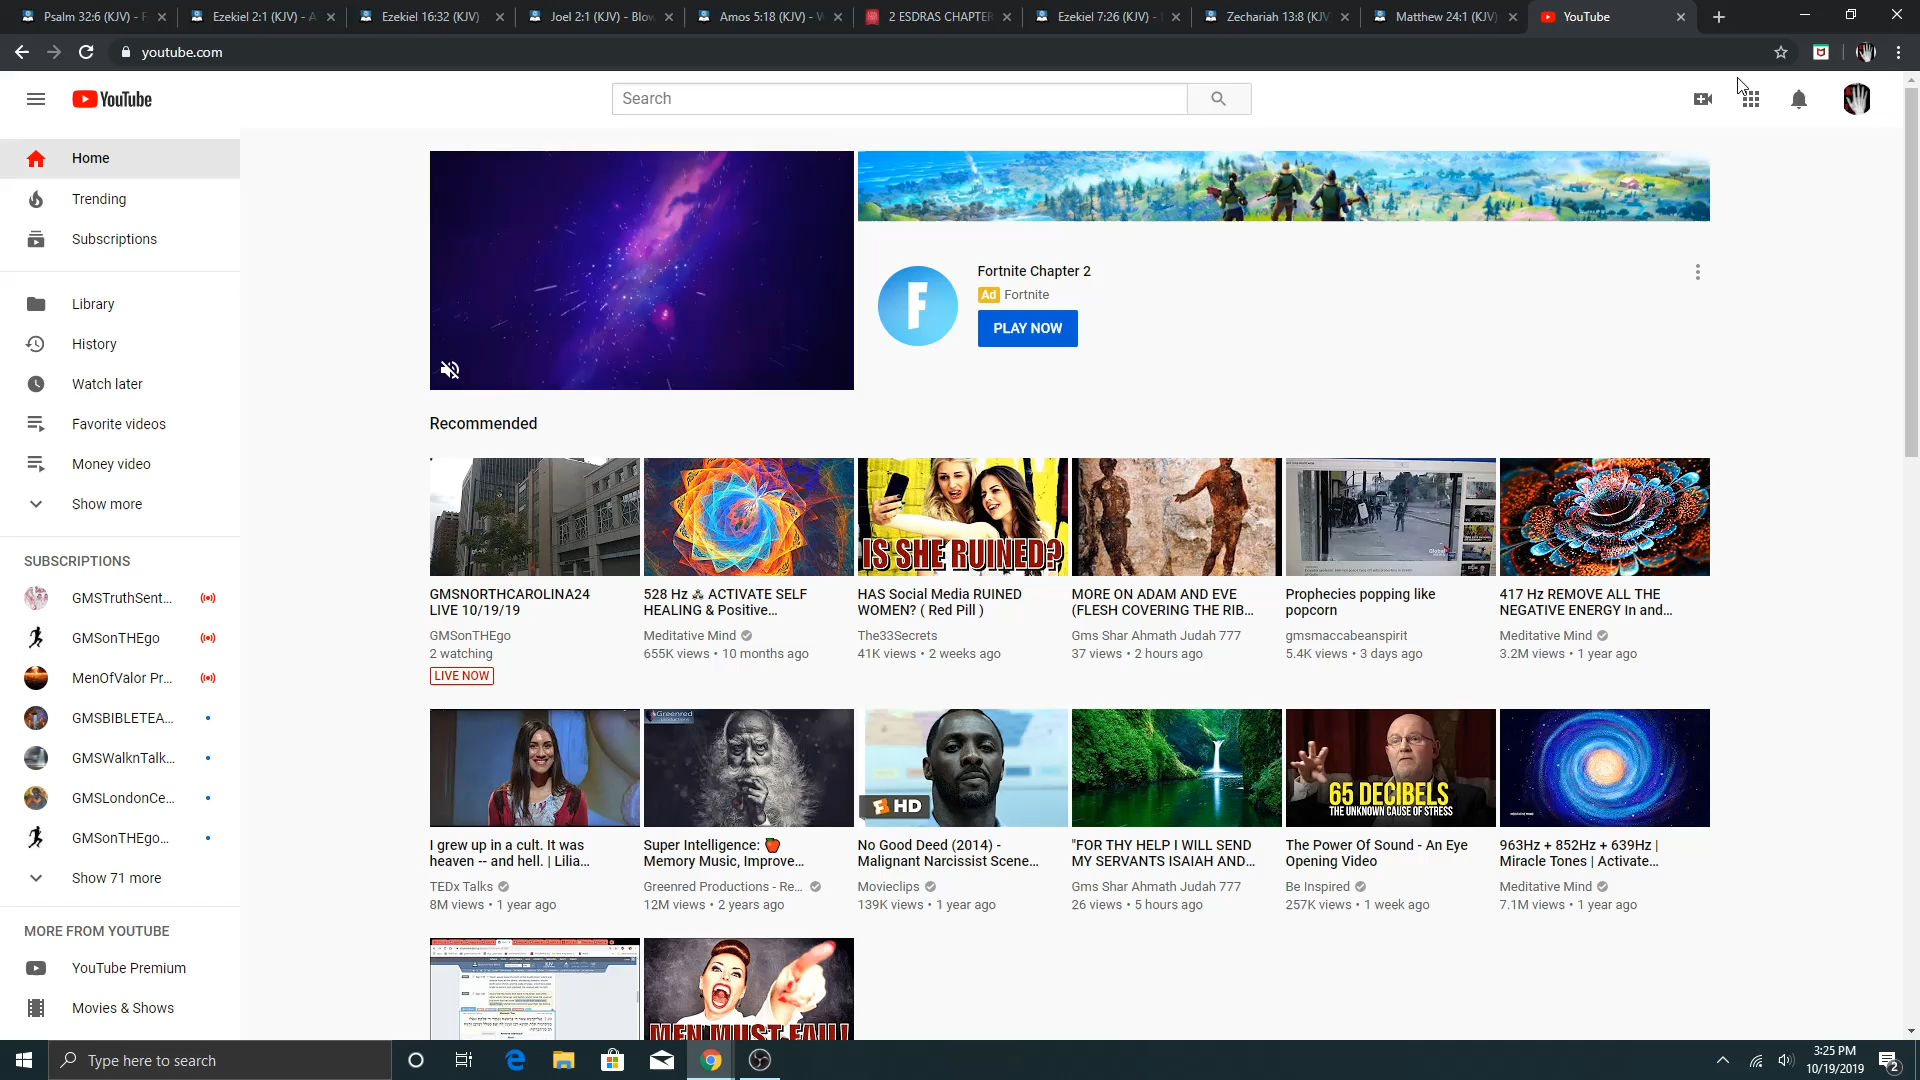 Psalm 32:6 (KJV) - F
Ezekiel 2:1 (KJV) - A
Ezekiel 16:32 (KJV)
Joel 2:1 (KJV) - Blow
Amos 5:18 (KJV) - W
2 ESDRAS CHAPTER
Ezekiel 7:26 (KJV) -
Zechariah 13:8 (KJV
Matthew 24:1 (KJV)
YouTube
youtube.com
YouTube
Search
Home
Trending
Subscriptions
Library
History
Watch later
Favorite videos
Money video
Show more
SUBSCRIPTIONS
GMSTruthSent...
GMSonTHEgo
MenOfValor Pr...
GMSBIBLETEA...
GMSWalknTalk...
GMSLondonCe...
GMSonTHEgo...
Show 71 more
MORE FROM YOUTUBE
YouTube Premium
Movies & Shows
F
Fortnite Chapter 2
Ad Fortnite
PLAY NOW
Recommended
GMSNORTHCAROLINA24
LIVE 10/19/19
GMSonTHEgo
2 watching
LIVE NOW
528 Hz ⁂ ACTIVATE SELF
HEALING & Positive...
Meditative Mind
655K views • 10 months ago
IS SHE RUINED?
HAS Social Media RUINED
WOMEN? ( Red Pill )
The33Secrets
41K views • 2 weeks ago
MORE ON ADAM AND EVE
(FLESH COVERING THE RIB...
Gms Shar Ahmath Judah 777
37 views • 2 hours ago
Global
Prophecies popping like
popcorn
gmsmaccabeanspirit
5.4K views • 3 days ago
417 Hz REMOVE ALL THE
NEGATIVE ENERGY In and...
Meditative Mind
3.2M views • 1 year ago
I grew up in a cult. It was
heaven -- and hell. | Lilia...
TEDx Talks
8M views • 1 year ago
Greenred
productions
Super Intelligence: 🍎
Memory Music, Improve...
Greenred Productions - Re...
12M views • 2 years ago
HD
No Good Deed (2014) -
Malignant Narcissist Scene...
Movieclips
139K views • 1 year ago
"FOR THY HELP I WILL SEND
MY SERVANTS ISAIAH AND...
Gms Shar Ahmath Judah 777
26 views • 5 hours ago
65 DECIBELS
THE UNKNOWN CAUSE OF STRESS
The Power Of Sound - An Eye
Opening Video
Be Inspired
257K views • 1 week ago
963Hz + 852Hz + 639Hz |
Miracle Tones | Activate...
Meditative Mind
7.1M views • 1 year ago
MEN MUST FAIL!
Type here to search
3:25 PM
10/19/2019
2